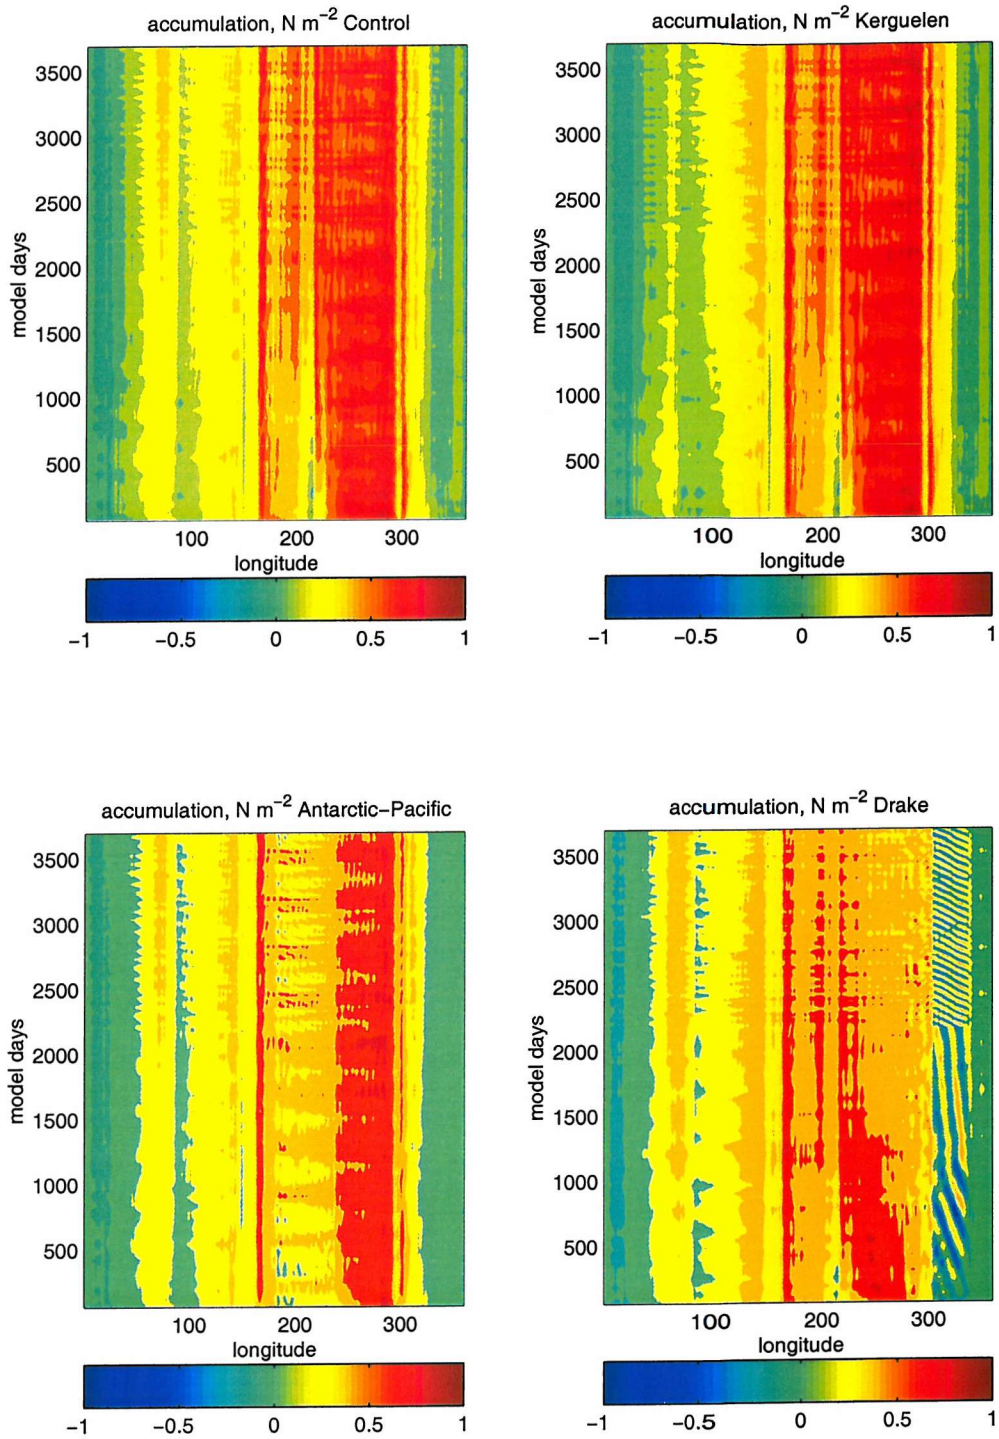 accumulation, N m⁻² Control
3500
3000
2500
2000
1500
1000
500
model days
100 200 300
longitude
−1 −0.5 0 0.5 1
accumulation, N m⁻² Kerguelen
3500
3000
2500
2000
1500
1000
500
model days
100 200 300
longitude
−1 −0.5 0 0.5 1
accumulation, N m⁻² Antarctic−Pacific
3500
3000
2500
2000
1500
1000
500
model days
100 200 300
longitude
−1 −0.5 0 0.5 1
accumulation, N m⁻² Drake
3500
3000
2500
2000
1500
1000
500
model days
100 200 300
longitude
−1 −0.5 0 0.5 1